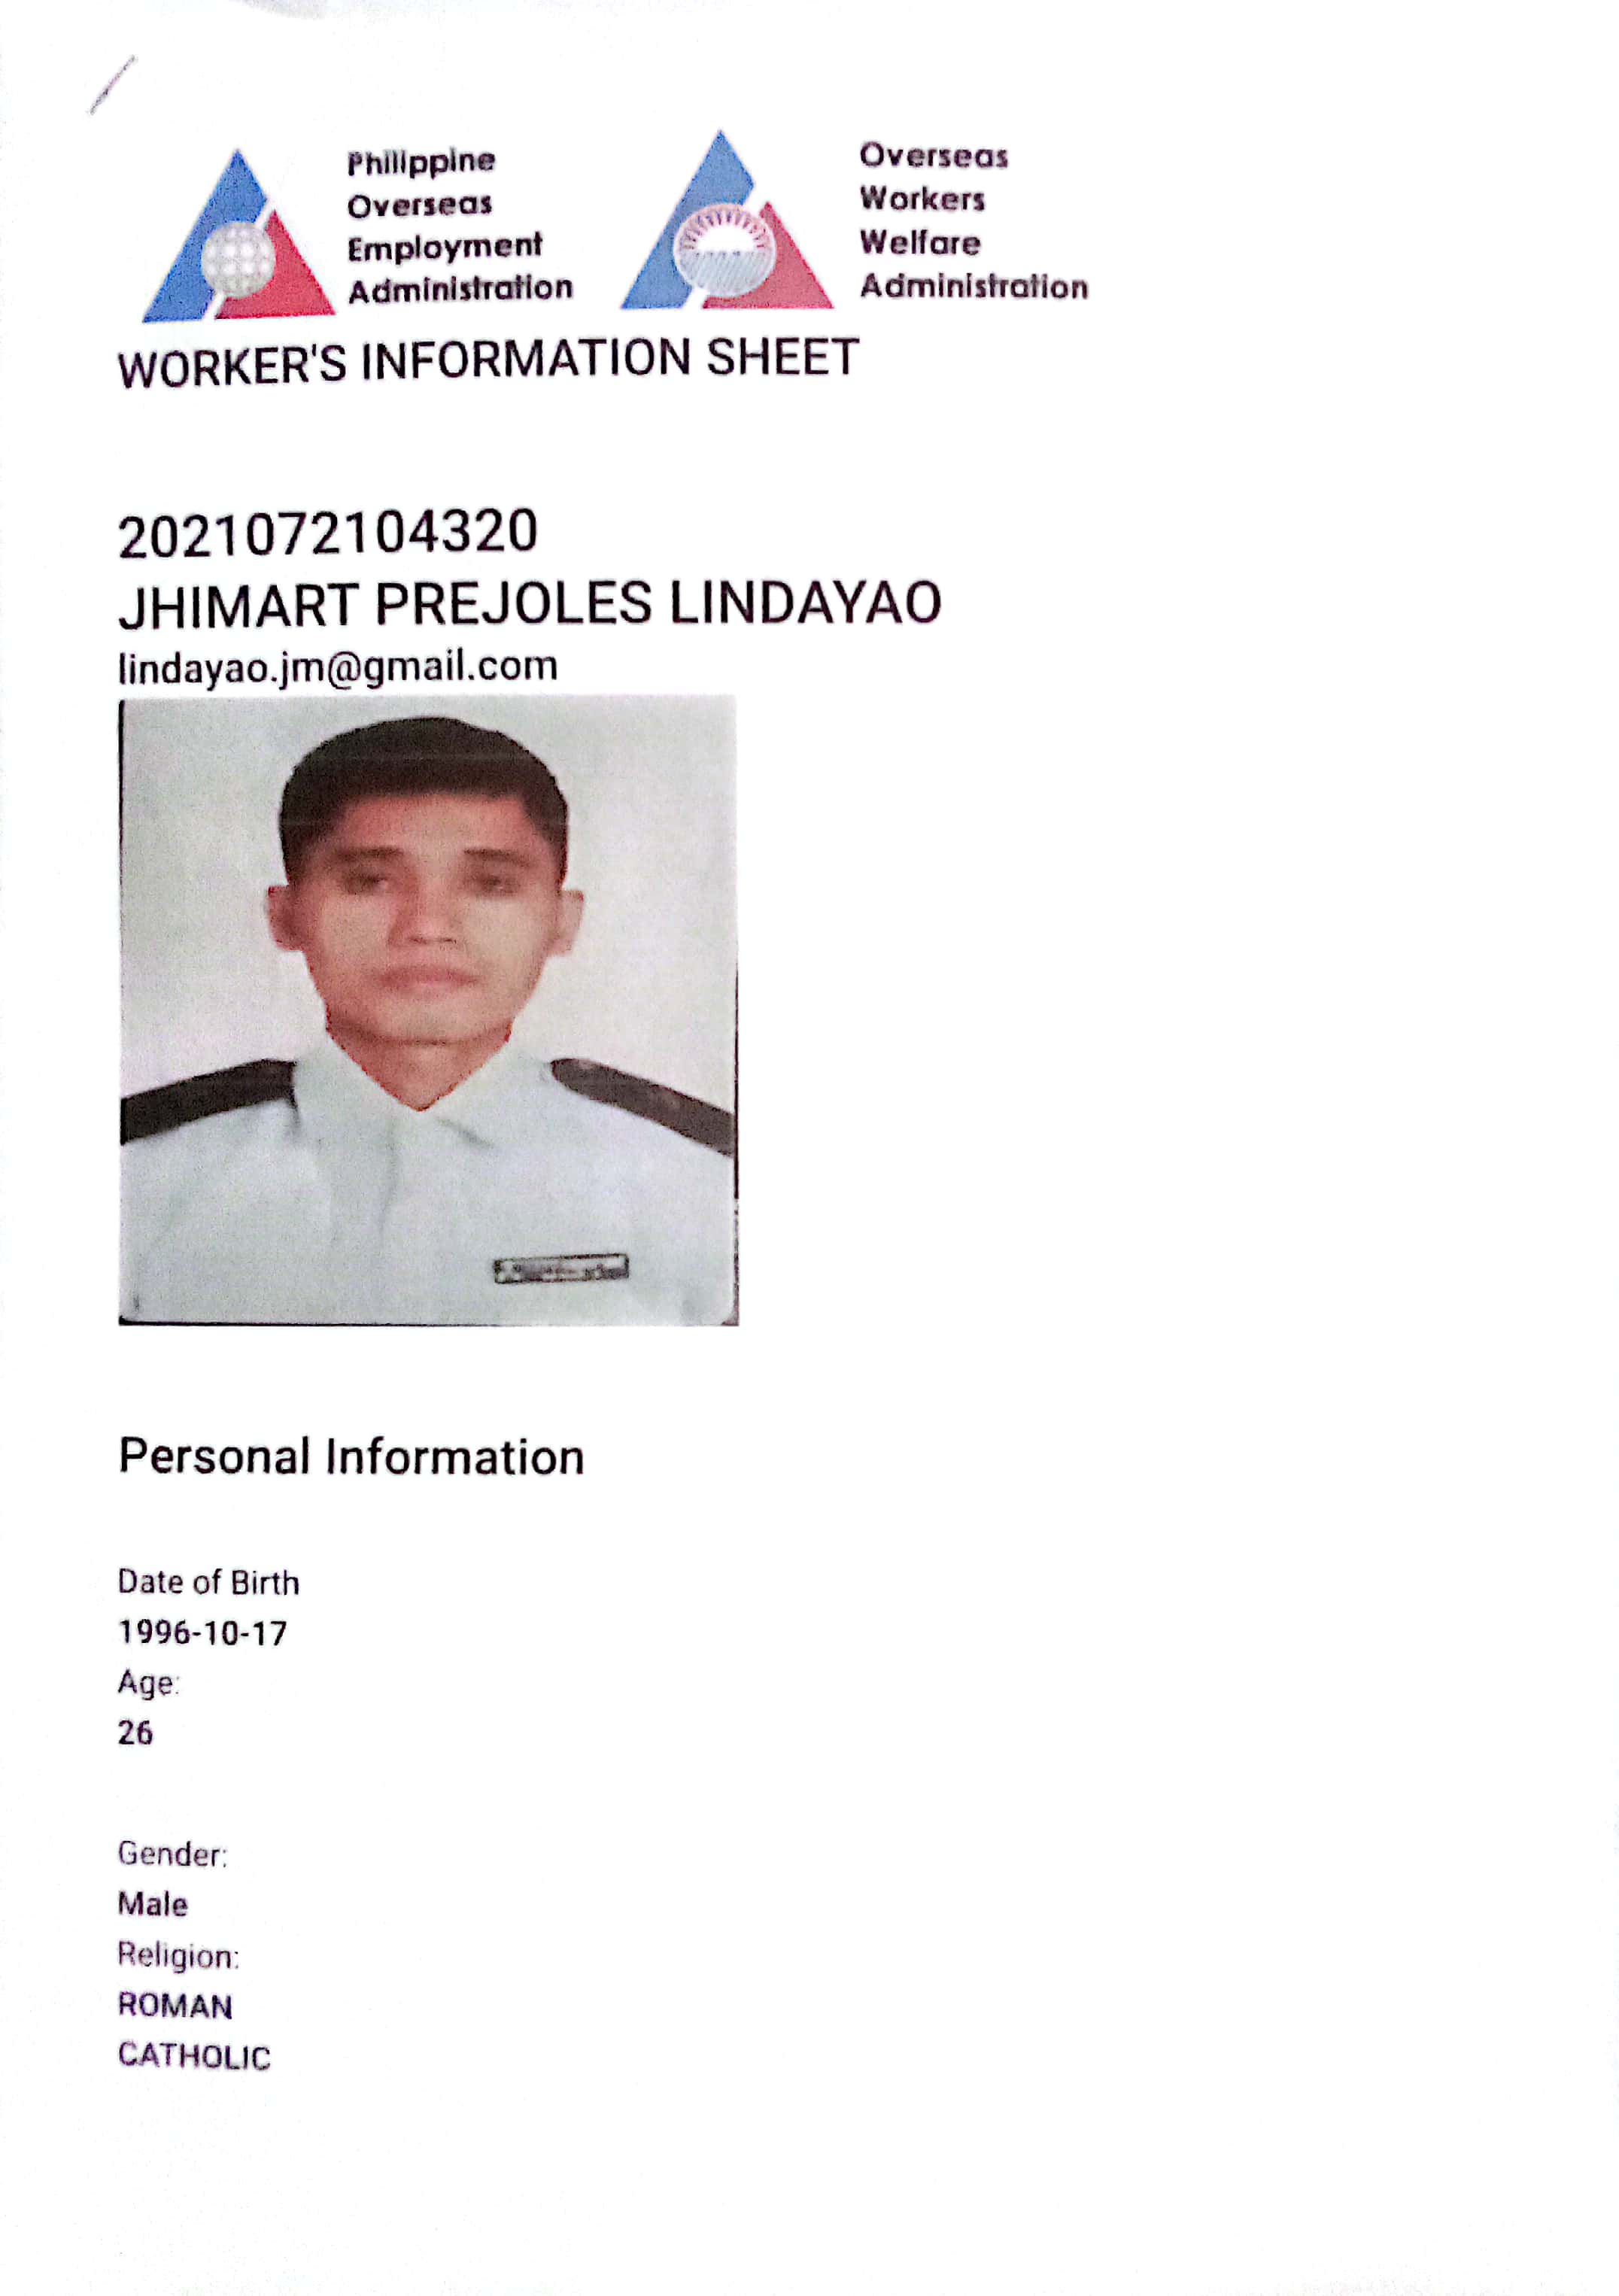 Philippine
Overseas
Employment
Administration
Overseas
Workers
Welfare
Administration
WORKER'S INFORMATION SHEET
2021072104320
JHIMART PREJOLES LINDAYAO
lindayao.jm@gmail.com
Personal Information
Date of Birth
1996-10-17
Age:
26
Gender:
Male
Religion:
ROMAN
CATHOLIC